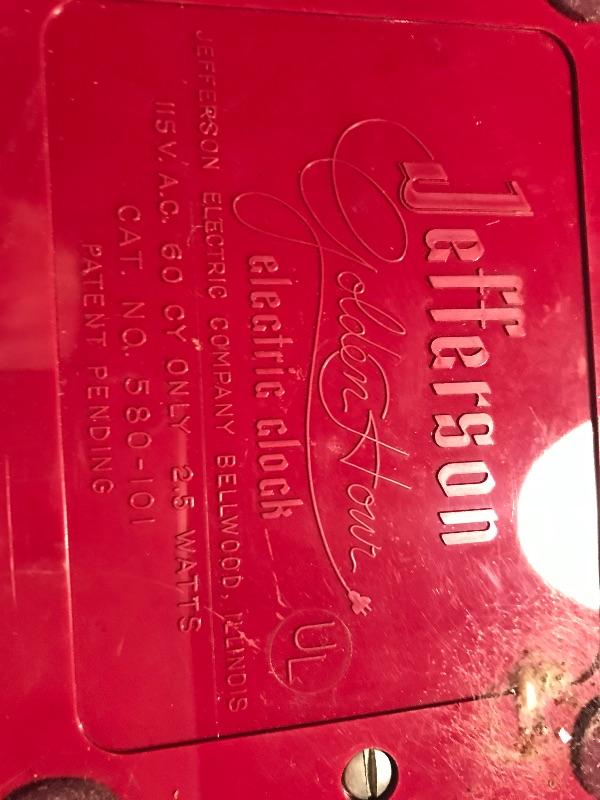 Jefferson
Golden Hour
electric clock
UL
JEFFERSON ELECTRIC COMPANY BELLWOOD, ILLINOIS
115 V. A.C. 60 CY ONLY 2.5 WATTS
CAT. NO. 580-101
PATENT PENDING